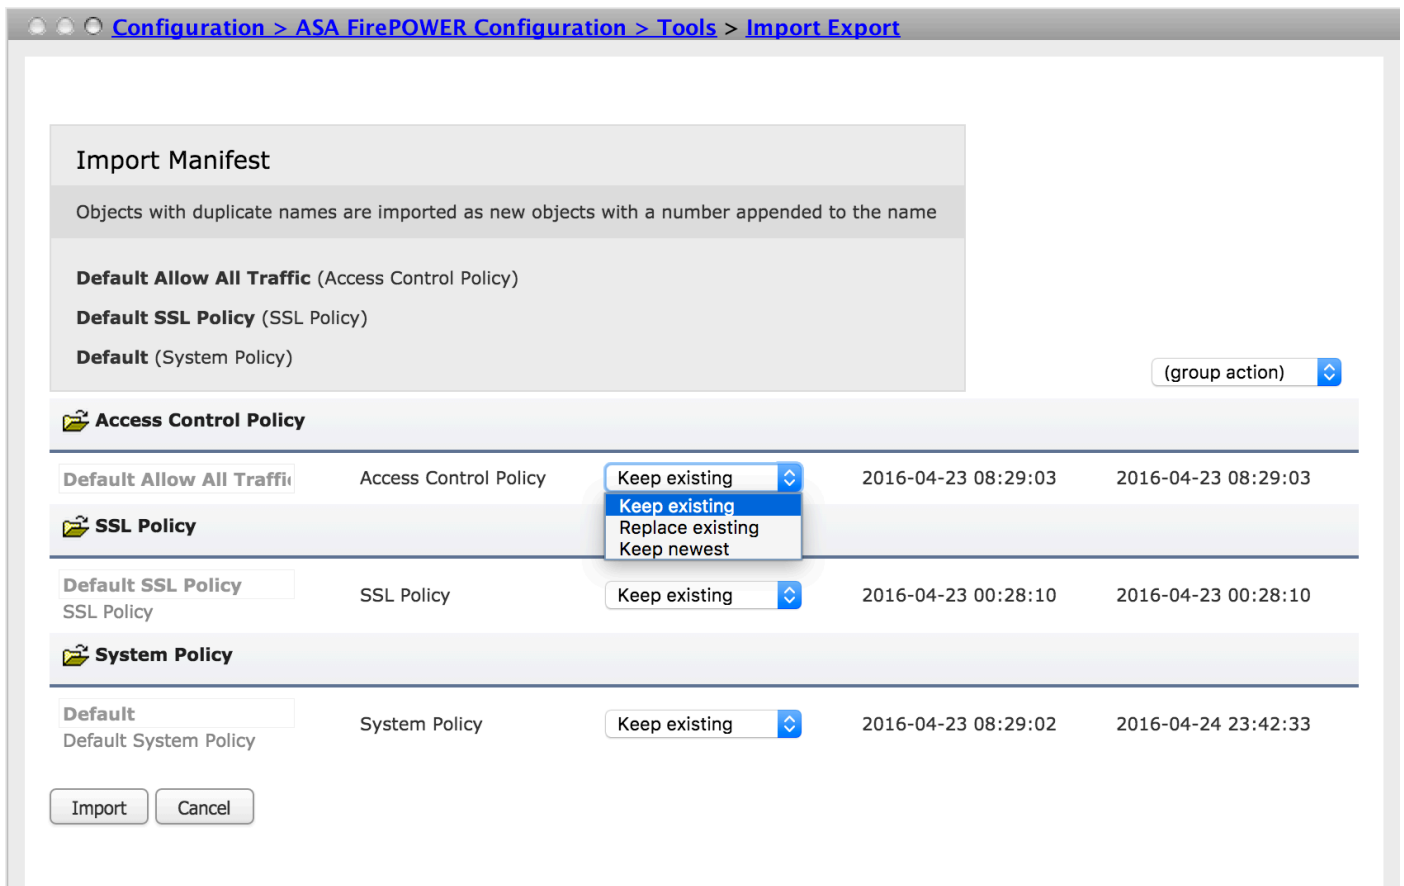 Configuration > ASA FirePOWER Configuration > Tools > Import Export
Import Manifest
Objects with duplicate names are imported as new objects with a number appended to the name
Default Allow All Traffic (Access Control Policy)
Default SSL Policy (SSL Policy)
Default (System Policy)
(group action)
Access Control Policy
Default Allow All Traffi Access Control Policy Keep existing 2016-04-23 08:29:03 2016-04-23 08:29:03
Keep existing
Replace existing
Keep newest
SSL Policy
Default SSL Policy SSL Policy Keep existing 2016-04-23 00:28:10 2016-04-23 00:28:10
SSL Policy
System Policy
Default System Policy Keep existing 2016-04-23 08:29:02 2016-04-24 23:42:33
Default System Policy
Import Cancel